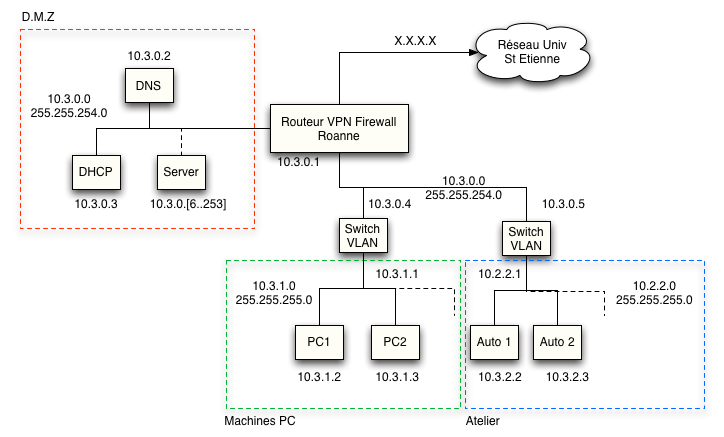 D.M.Z
10.3.0.2
DNS
10.3.0.0
255.255.254.0
DHCP
Server
10.3.0.3
10.3.0.[6..253]
X.X.X.X
Réseau Univ
St Etienne
Routeur VPN Firewall
Roanne
10.3.0.1
10.3.0.0
255.255.254.0
10.3.0.4
10.3.0.5
Switch
VLAN
Switch
VLAN
10.3.1.1
10.3.1.0
255.255.255.0
PC1
PC2
10.3.1.2
10.3.1.3
Machines PC
10.2.2.1
10.2.2.0
255.255.255.0
Auto 1
Auto 2
10.3.2.2
10.3.2.3
Atelier